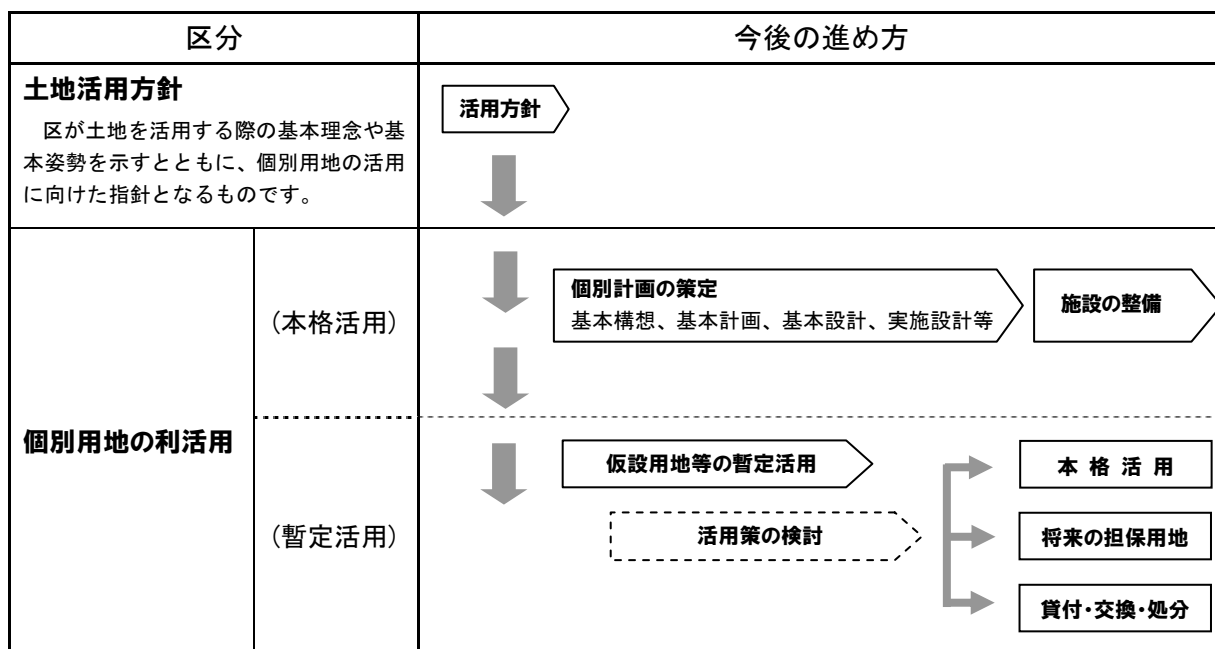 区分
今後の進め方
土地活用方針
区が土地を活用する際の基本理念や基
本姿勢を示すとともに、個別用地の活用
に向けた指針となるものです。
活用方針
個別用地の利活用
(本格活用)
個別計画の策定
基本構想、基本計画、基本設計、実施設計等
施設の整備
(暫定活用)
仮設用地等の暫定活用
活用策の検討
本格活用
将来の担保用地
貸付・交換・処分